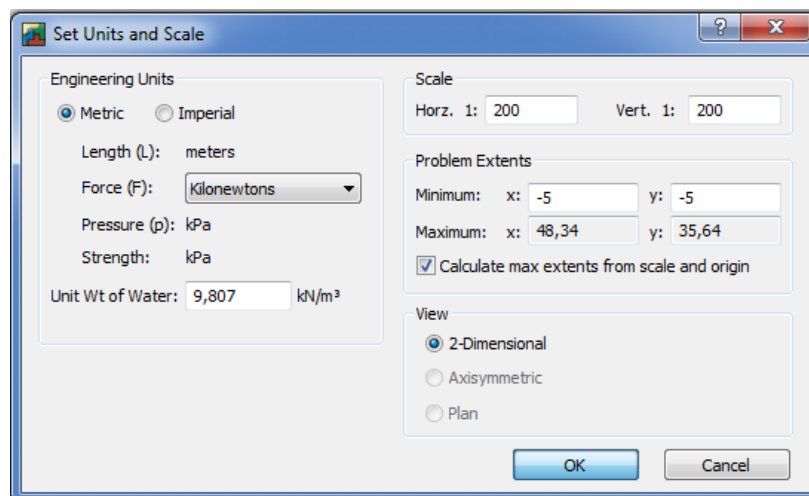 Set Units and Scale
?
Engineering Units
Metric Imperial
Length (L): meters
Force (F): Kilonewtons
Pressure (p): kPa
Strength: kPa
Unit Wt of Water: 9,807 kN/m³
Scale
Horz. 1: 200 Vert. 1: 200
Problem Extents
Minimum: x: -5 y: -5
Maximum: x: 48,34 y: 35,64
Calculate max extents from scale and origin
View
2-Dimensional
Axisymmetric
Plan
OK Cancel